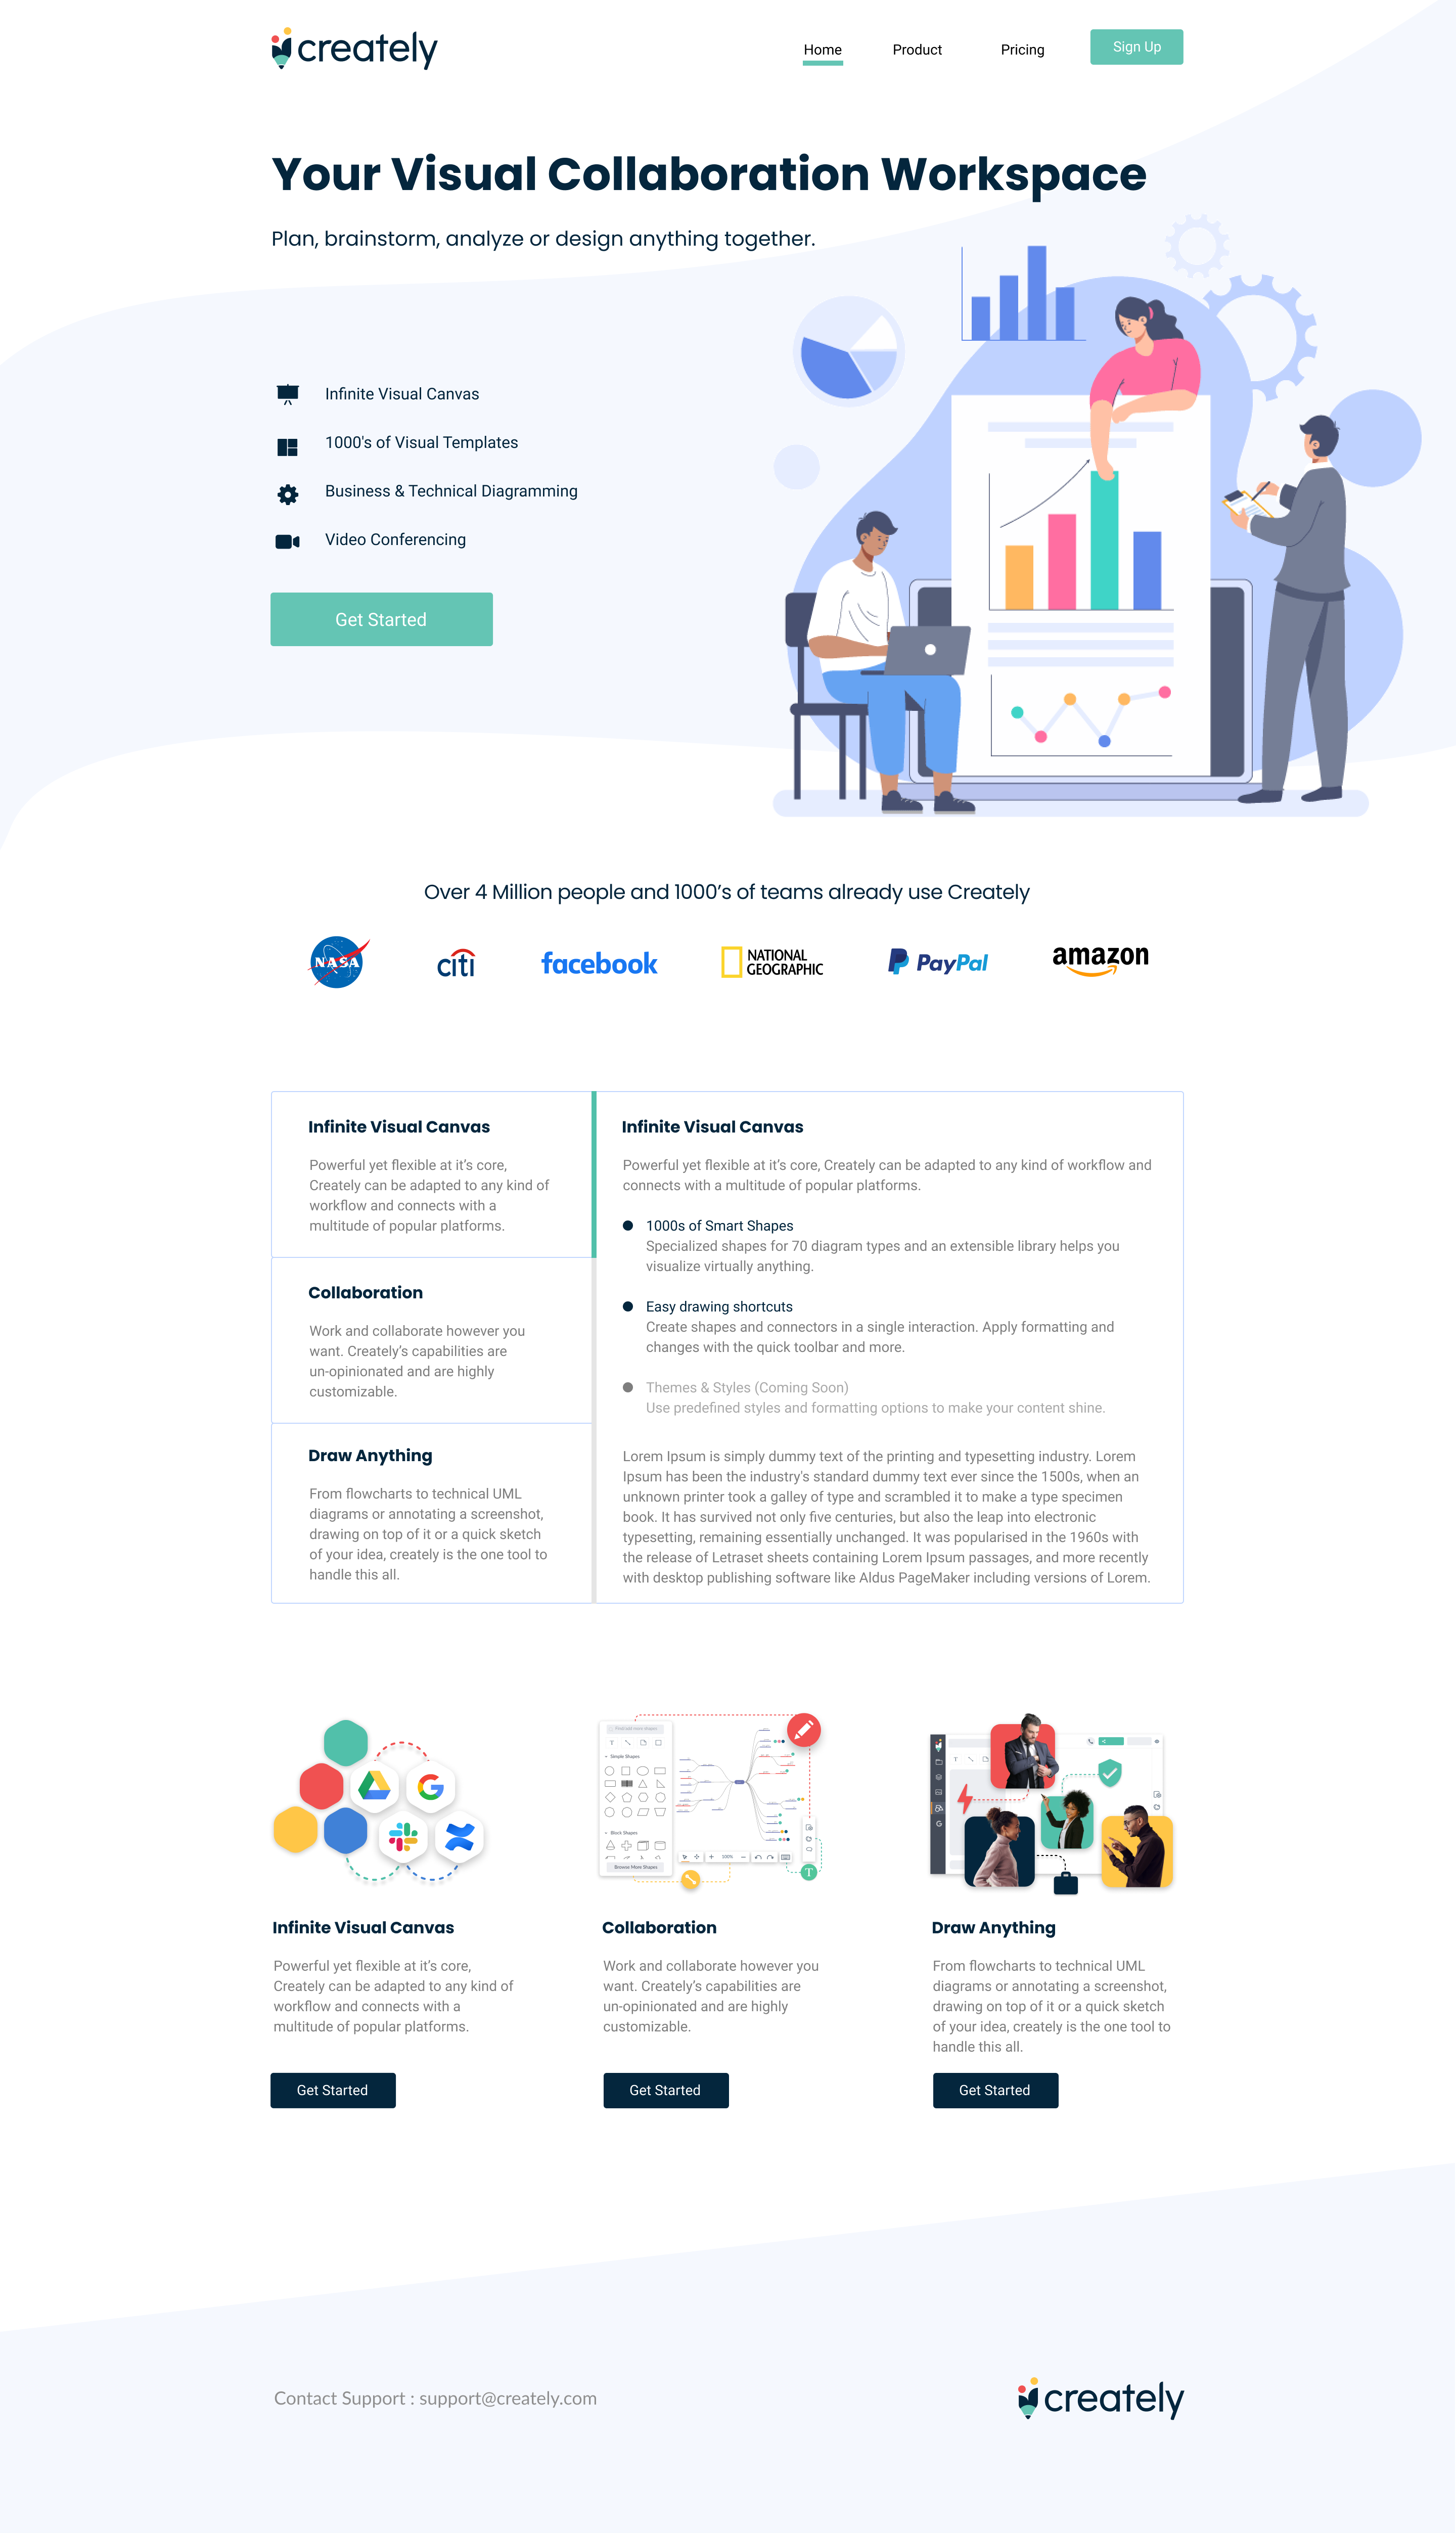 creately
Home
Product
Pricing
Sign Up
Your Visual Collaboration Workspace
Plan, brainstorm, analyze or design anything together.
Infinite Visual Canvas
1000's of Visual Templates
Business & Technical Diagramming
Video Conferencing
Get Started
Over 4 Million people and 1000’s of teams already use Creately
NASA
citi
facebook
NATIONAL
GEOGRAPHIC
PayPal
amazon
Infinite Visual Canvas
Powerful yet flexible at it’s core,
Creately can be adapted to any kind of
workflow and connects with a
multitude of popular platforms.
Collaboration
Work and collaborate however you
want. Creately’s capabilities are
un-opinionated and are highly
customizable.
Draw Anything
From flowcharts to technical UML
diagrams or annotating a screenshot,
drawing on top of it or a quick sketch
of your idea, creately is the one tool to
handle this all.
Infinite Visual Canvas
Powerful yet flexible at it’s core, Creately can be adapted to any kind of workflow and
connects with a multitude of popular platforms.
1000s of Smart Shapes
Specialized shapes for 70 diagram types and an extensible library helps you
visualize virtually anything.
Easy drawing shortcuts
Create shapes and connectors in a single interaction. Apply formatting and
changes with the quick toolbar and more.
Themes & Styles (Coming Soon)
Use predefined styles and formatting options to make your content shine.
Lorem Ipsum is simply dummy text of the printing and typesetting industry. Lorem
Ipsum has been the industry's standard dummy text ever since the 1500s, when an
unknown printer took a galley of type and scrambled it to make a type specimen
book. It has survived not only five centuries, but also the leap into electronic
typesetting, remaining essentially unchanged. It was popularised in the 1960s with
the release of Letraset sheets containing Lorem Ipsum passages, and more recently
with desktop publishing software like Aldus PageMaker including versions of Lorem.
Find/add more shapes
Simple Shapes
Block Shapes
Browse More Shapes
100%
T
Infinite Visual Canvas
Powerful yet flexible at it’s core,
Creately can be adapted to any kind of
workflow and connects with a
multitude of popular platforms.
Get Started
Collaboration
Work and collaborate however you
want. Creately’s capabilities are
un-opinionated and are highly
customizable.
Get Started
Draw Anything
From flowcharts to technical UML
diagrams or annotating a screenshot,
drawing on top of it or a quick sketch
of your idea, creately is the one tool to
handle this all.
Get Started
Contact Support : support@creately.com
creately